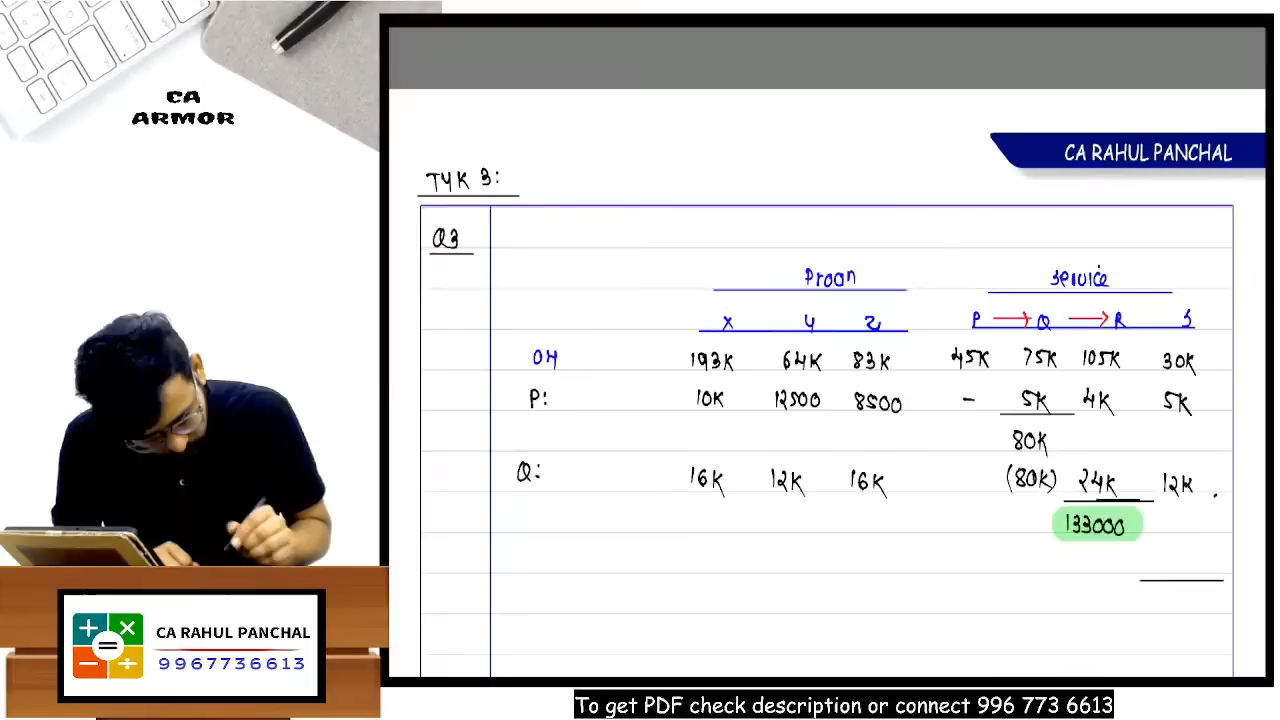 CA
ARMOR
CA RAHUL PANCHAL
TYK 3:
Q3
Prodn Service
X Y Z P → Q → R S
OH 193K 64K 83K 45K 75K 105K 30K
P: 10K 12500 8500 - 5K 4K 5K
80K
Q: 16K 12K 16K (80K) 24K 12K
133000
CA RAHUL PANCHAL
9967736613
To get PDF check description or connect 996 773 6613